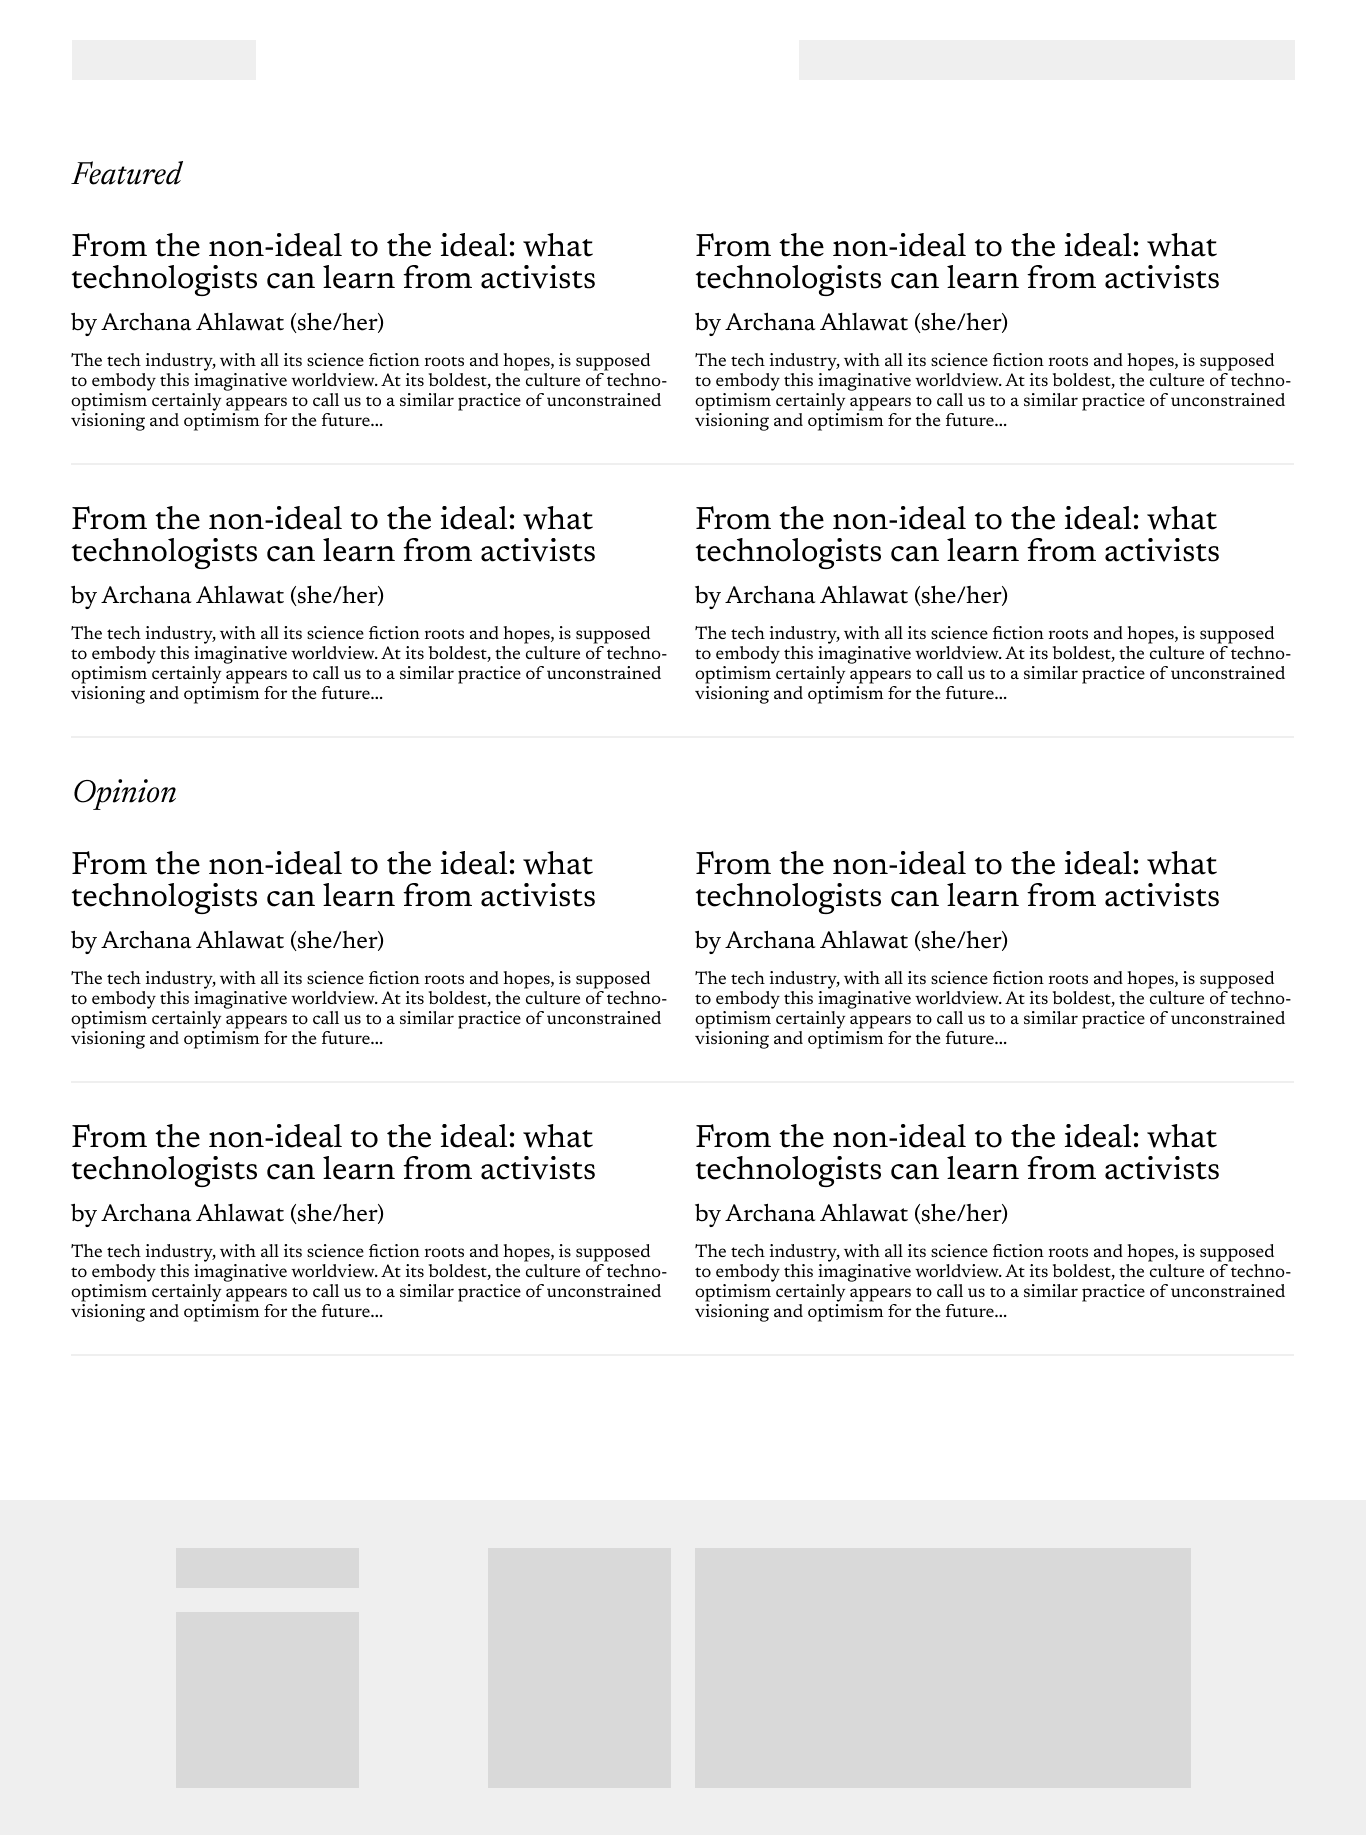 Featured
From the non-ideal to the ideal: what
technologists can learn from activists
by Archana Ahlawat (she/her)
The tech industry, with all its science fiction roots and hopes, is supposed
to embody this imaginative worldview. At its boldest, the culture of techno-
optimism certainly appears to call us to a similar practice of unconstrained
visioning and optimism for the future...
From the non-ideal to the ideal: what
technologists can learn from activists
by Archana Ahlawat (she/her)
The tech industry, with all its science fiction roots and hopes, is supposed
to embody this imaginative worldview. At its boldest, the culture of techno-
optimism certainly appears to call us to a similar practice of unconstrained
visioning and optimism for the future...
From the non-ideal to the ideal: what
technologists can learn from activists
by Archana Ahlawat (she/her)
The tech industry, with all its science fiction roots and hopes, is supposed
to embody this imaginative worldview. At its boldest, the culture of techno-
optimism certainly appears to call us to a similar practice of unconstrained
visioning and optimism for the future...
From the non-ideal to the ideal: what
technologists can learn from activists
by Archana Ahlawat (she/her)
The tech industry, with all its science fiction roots and hopes, is supposed
to embody this imaginative worldview. At its boldest, the culture of techno-
optimism certainly appears to call us to a similar practice of unconstrained
visioning and optimism for the future...
Opinion
From the non-ideal to the ideal: what
technologists can learn from activists
by Archana Ahlawat (she/her)
The tech industry, with all its science fiction roots and hopes, is supposed
to embody this imaginative worldview. At its boldest, the culture of techno-
optimism certainly appears to call us to a similar practice of unconstrained
visioning and optimism for the future...
From the non-ideal to the ideal: what
technologists can learn from activists
by Archana Ahlawat (she/her)
The tech industry, with all its science fiction roots and hopes, is supposed
to embody this imaginative worldview. At its boldest, the culture of techno-
optimism certainly appears to call us to a similar practice of unconstrained
visioning and optimism for the future...
From the non-ideal to the ideal: what
technologists can learn from activists
by Archana Ahlawat (she/her)
The tech industry, with all its science fiction roots and hopes, is supposed
to embody this imaginative worldview. At its boldest, the culture of techno-
optimism certainly appears to call us to a similar practice of unconstrained
visioning and optimism for the future...
From the non-ideal to the ideal: what
technologists can learn from activists
by Archana Ahlawat (she/her)
The tech industry, with all its science fiction roots and hopes, is supposed
to embody this imaginative worldview. At its boldest, the culture of techno-
optimism certainly appears to call us to a similar practice of unconstrained
visioning and optimism for the future...